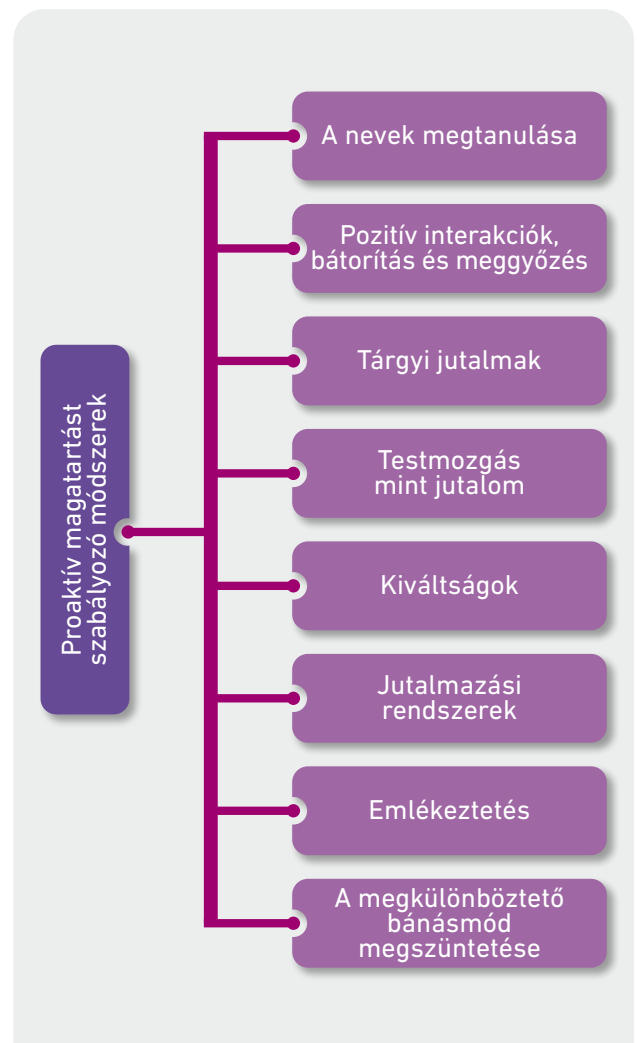 Proaktív magatartást
szabályozó módszerek
A nevek megtanulása
Pozitív interakciók,
bátorítás és meggyőzés
Tárgyi jutalmak
Testmozgás
mint jutalom
Kiváltságok
Jutalmazási
rendszerek
Emlékeztetés
A megkülönböztető
bánásmód
megszüntetése